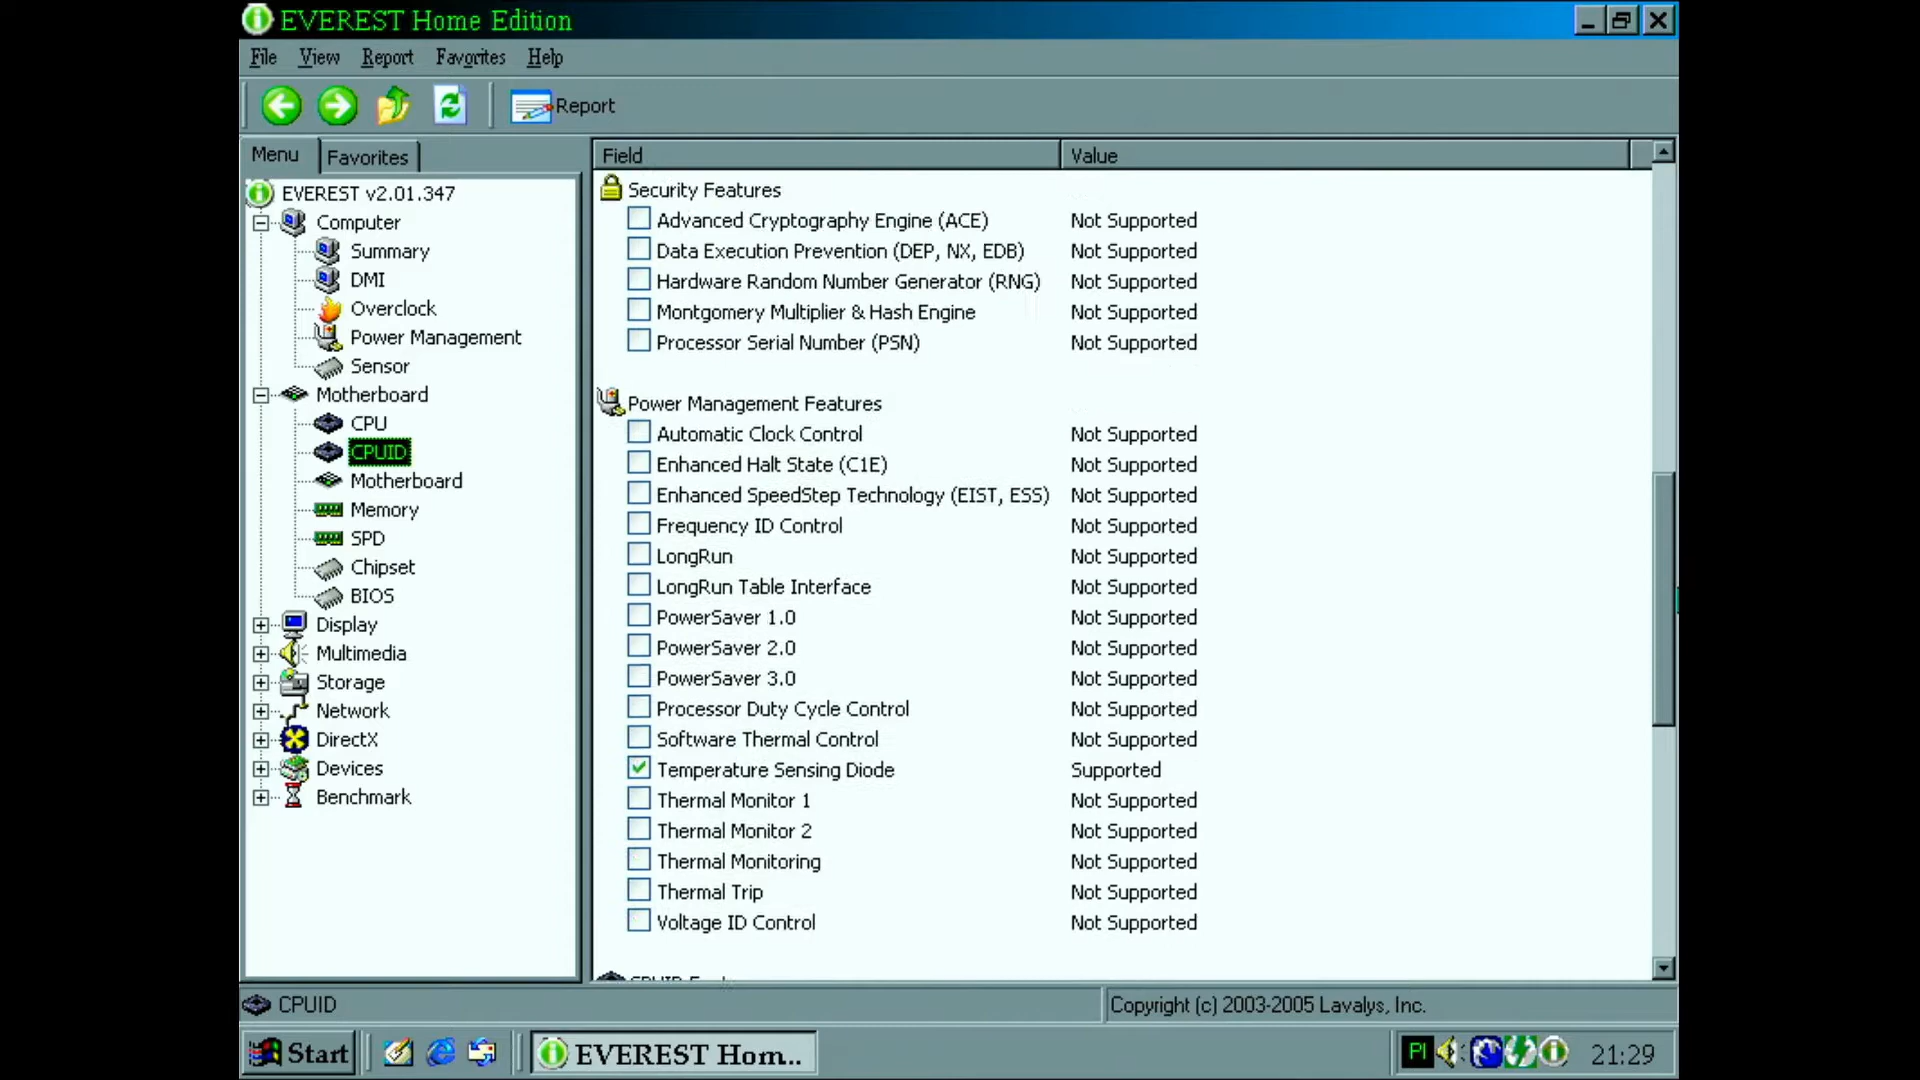 EVEREST Home Edition
File View Report Favorites Help
Report
Menu Favorites
EVEREST v2.01.347
Computer
Summary
DMI
Overclock
Power Management
Sensor
Motherboard
CPU
CPUID
Motherboard
Memory
SPD
Chipset
BIOS
Display
Multimedia
Storage
Network
DirectX
Devices
Benchmark
Field Value
Security Features
Advanced Cryptography Engine (ACE) Not Supported
Data Execution Prevention (DEP, NX, EDB) Not Supported
Hardware Random Number Generator (RNG) Not Supported
Montgomery Multiplier & Hash Engine Not Supported
Processor Serial Number (PSN) Not Supported
Power Management Features
Automatic Clock Control Not Supported
Enhanced Halt State (C1E) Not Supported
Enhanced SpeedStep Technology (EIST, ESS) Not Supported
Frequency ID Control Not Supported
LongRun Not Supported
LongRun Table Interface Not Supported
PowerSaver 1.0 Not Supported
PowerSaver 2.0 Not Supported
PowerSaver 3.0 Not Supported
Processor Duty Cycle Control Not Supported
Software Thermal Control Not Supported
Temperature Sensing Diode Supported
Thermal Monitor 1 Not Supported
Thermal Monitor 2 Not Supported
Thermal Monitoring Not Supported
Thermal Trip Not Supported
Voltage ID Control Not Supported
CPUID
Copyright (c) 2003-2005 Lavalys, Inc.
Start
EVEREST Hom...
Pl
21:29